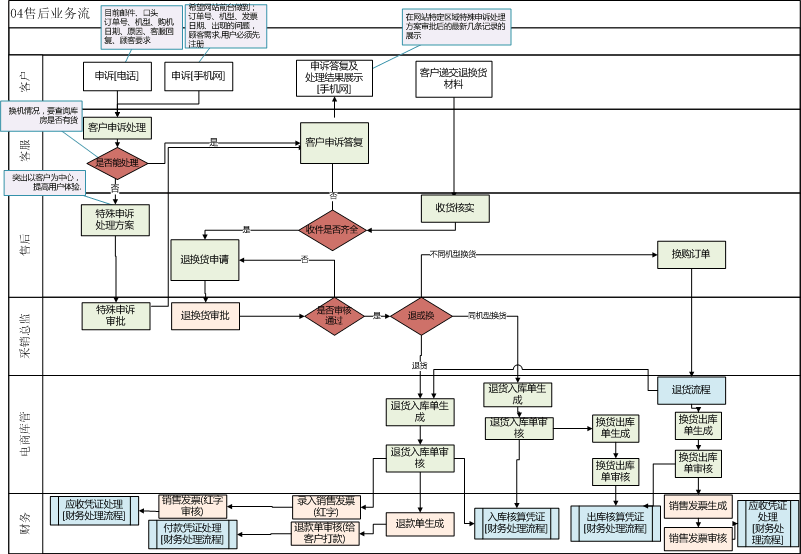 04售后业务流
目前邮件、口头
订单号、机型、购机
日期、原因、客服回
复、顾客要求
希望网站前台做到;
订单号、机型、发票
日期、出现的问题,
顾客需求,用户必须先
注册
在网站特定区域特殊申诉处理
方案审批后的最新几条记录的
展示
客户
申诉[电话]
申诉[手机网]
申诉答复及
处理结果展示
[手机网]
客户递交退换货
材料
换机情况,要查询库
房是否有货
客服
客户申诉处理
是否能处理
是
否
客户申诉答复
突出以客户为中心,
提高用户体验.
售后
特殊申诉
处理方案
否
收货核实
收件是否齐全
是
退换货申请
否
不同机型换货
换购订单
采销总监
特殊申诉
审批
退换货审批
是否审核
通过
是
退或换
同机型换货
退货
电商库管
退货入库单生
成
退货入库单生
成
退货流程
退货入库单审
核
换货出库
单生成
换货出库
单生成
退货入库单审
核
换货出库
单审核
换货出库
单审核
财务
应收凭证处理
[财务处理流程]
销售发票(红字
审核)
录入销售发票
(红字)
付款凭证处理
[财务处理流程]
退款单审核(给
客户打款)
退款单生成
入库核算凭证
[财务处理流程]
出库核算凭证
[财务处理流程]
销售发票生成
销售发票审核
应收凭证处
理
[财务处理流
程]